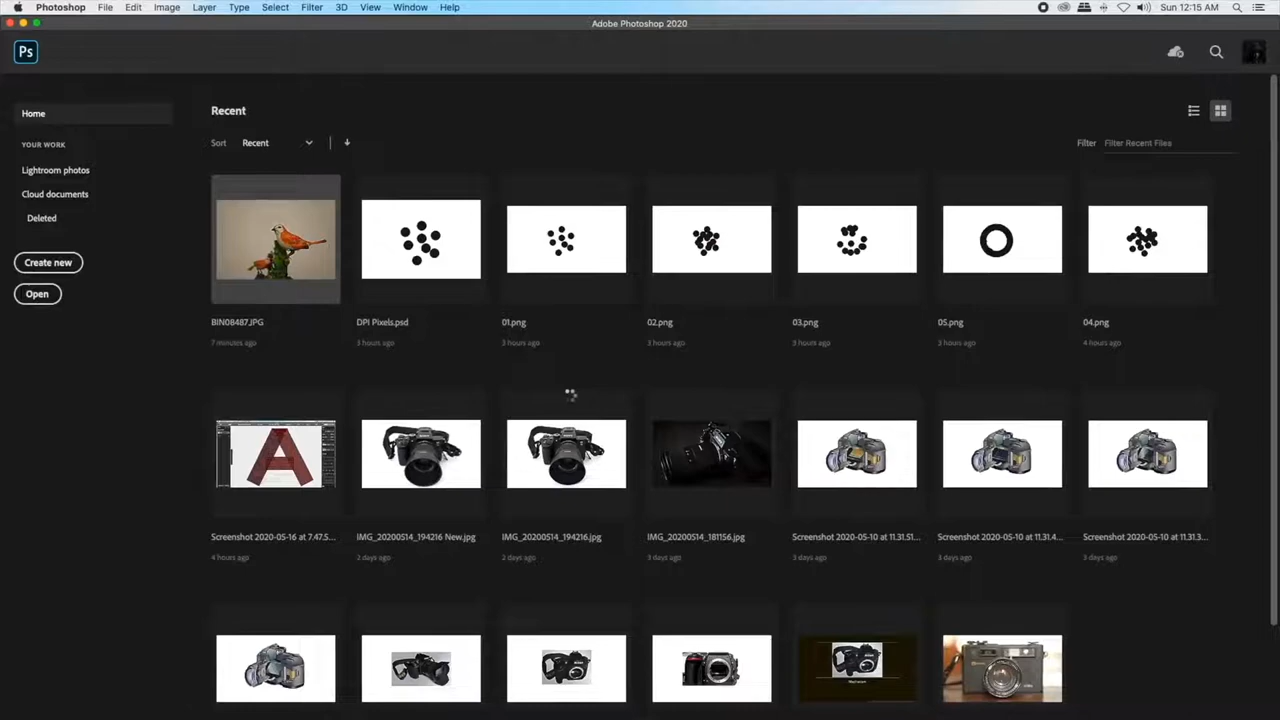 Photoshop File Edit Image Layer Type Select Filter 3D View Window Help Sun 12:15 AM
Adobe Photoshop 2020
Ps
Home
Recent
Sort Recent
Filter Filter Recent Files
YOUR WORK
Lightroom photos
Cloud documents
Deleted
Create new
Open
BIN08487.JPG DPI Pixels.psd 01.png 02.png 03.png 05.png 04.png
7 minutes ago 3 hours ago 3 hours ago 3 hours ago 3 hours ago 3 hours ago 4 hours ago
A
Screenshot 2020-05-16 at 7.47.5... IMG_20200514_194216 New.jpg IMG_20200514_194216.jpg IMG_20200514_181156.jpg Screenshot 2020-05-10 at 11.31.51... Screenshot 2020-05-10 at 11.31.4... Screenshot 2020-05-10 at 11.31.3...
4 hours ago 2 days ago 2 days ago 3 days ago 3 days ago 3 days ago 3 days ago